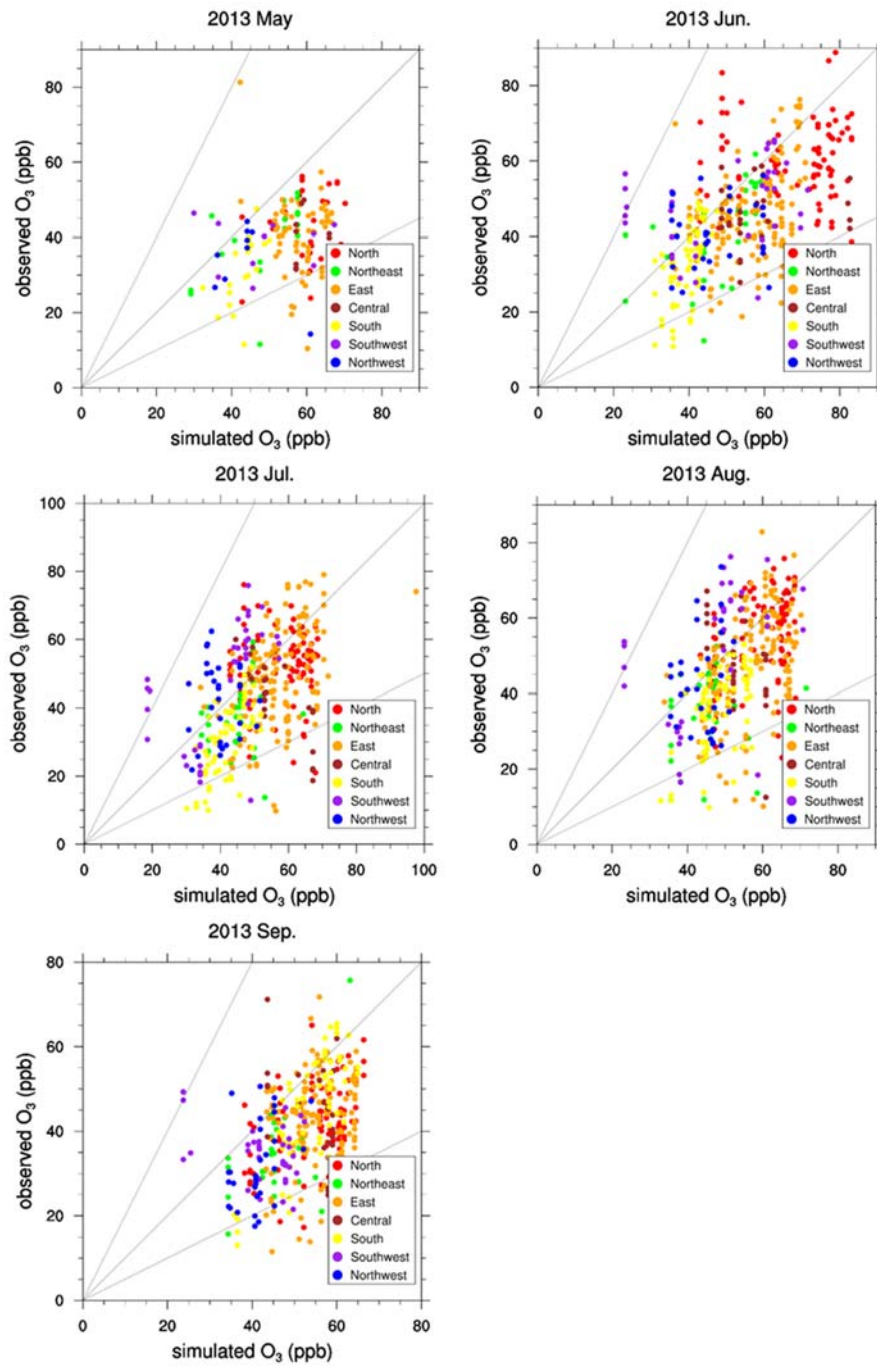 2013 May
observed O₃ (ppb)
80
60
40
20
0
North
Northeast
East
Central
South
Southwest
Northwest
0 20 40 60 80
simulated O₃ (ppb)
2013 Jun.
observed O₃ (ppb)
80
60
40
20
0
North
Northeast
East
Central
South
Southwest
Northwest
0 20 40 60 80
simulated O₃ (ppb)
2013 Jul.
observed O₃ (ppb)
100
80
60
40
20
0
North
Northeast
East
Central
South
Southwest
Northwest
0 20 40 60 80 100
simulated O₃ (ppb)
2013 Aug.
observed O₃ (ppb)
80
60
40
20
0
North
Northeast
East
Central
South
Southwest
Northwest
0 20 40 60 80
simulated O₃ (ppb)
2013 Sep.
observed O₃ (ppb)
80
60
40
20
0
North
Northeast
East
Central
South
Southwest
Northwest
0 20 40 60 80
simulated O₃ (ppb)